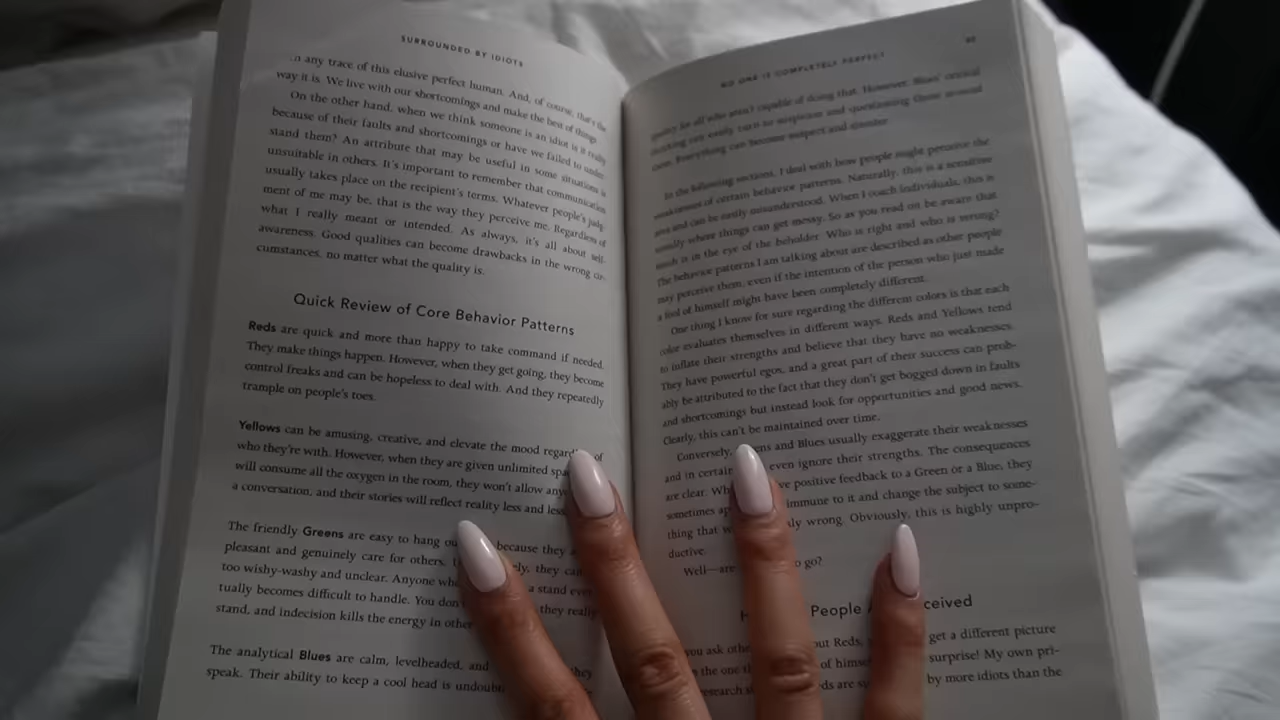 SURROUNDED BY IDIOTS
any trace of this elusive perfect human. And, of course, that's the
way it is. We live with our shortcomings and make the best of things.
On the other hand, when we think someone is an idiot is it really
because of their faults and shortcomings or have we failed to under-
stand them? An attribute that may be useful in some situations is
unsuitable in others. It's important to remember that communication
usually takes place on the recipient's terms. Whatever people's judg-
ment of me may be, that is the way they perceive me. Regardless of
what I really meant or intended. As always, it's all about self-
awareness. Good qualities can become drawbacks in the wrong cir-
cumstances, no matter what the quality is.
Quick Review of Core Behavior Patterns
Reds are quick and more than happy to take command if needed.
They make things happen. However, when they get going, they become
control freaks and can be hopeless to deal with. And they repeatedly
trample on people's toes.
Yellows can be amusing, creative, and elevate the mood of
who they're with. However, when they are given unlimited
will consume all the oxygen in the room, they won't allow
a conversation, and their stories will reflect reality less and
The friendly Greens are easy to hang because they
pleasant and genuinely care for others. they
too wishy-washy and unclear. Anyone a stand
tually becomes difficult to handle. You they really
stand, and indecision kills the energy in
The analytical Blues are calm, levelheaded, and they
speak. Their ability to keep a cool head is
NO ONE IS COMPLETELY PERFECT
quality for all who aren't capable of doing that. However, Blues' critical
thinking can easily turn to suspicion and questioning those around
them. Everything can become suspect and sinister.
In the following sections, I deal with how people might perceive the
weaknesses of certain behavior patterns. Naturally, this is a sensitive
area and can be easily misunderstood. When I coach individuals, this is
usually where things can get messy. So as you read on be aware that
much is in the eye of the beholder. Who is right and who is wrong?
The behavior patterns I am talking about are described as other people
may perceive them, even if the intention of the person who just made
a fool of himself might have been completely different.
One thing I know for sure regarding the different colors is that each
color evaluates themselves in different ways. Reds and Yellows tend
to inflate their strengths and believe that they have no weaknesses.
They have powerful egos, and a great part of their success can prob-
ably be attributed to the fact that they don't get bogged down in faults
and shortcomings but instead look for opportunities and good news.
Clearly, this can't be maintained over time.
Conversely, and Blues usually exaggerate their weaknesses
and in certain even ignore their strengths. The consequences
are clear. positive feedback to a Green or a Blue, they
sometimes immune to it and change the subject to some-
thing that wrong. Obviously, this is highly unpro-
ductive.
Well—are go?
People
you ask Reds, get a different picture
the one of surprise! My own pri-
by more idiots than the